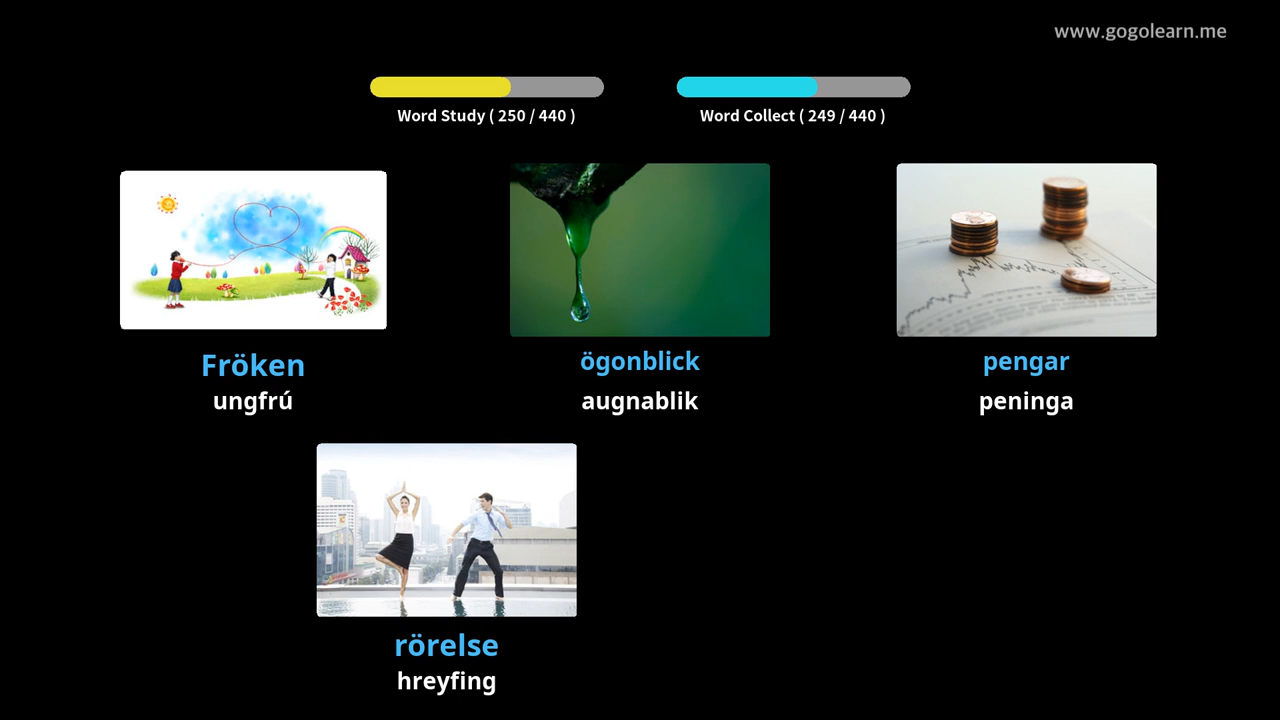 www.gogolearn.me
Word Study ( 250 / 440 )
Word Collect ( 249 / 440 )
Fröken
ungfrú
ögonblick
augnablik
pengar
peninga
rörelse
hreyfing